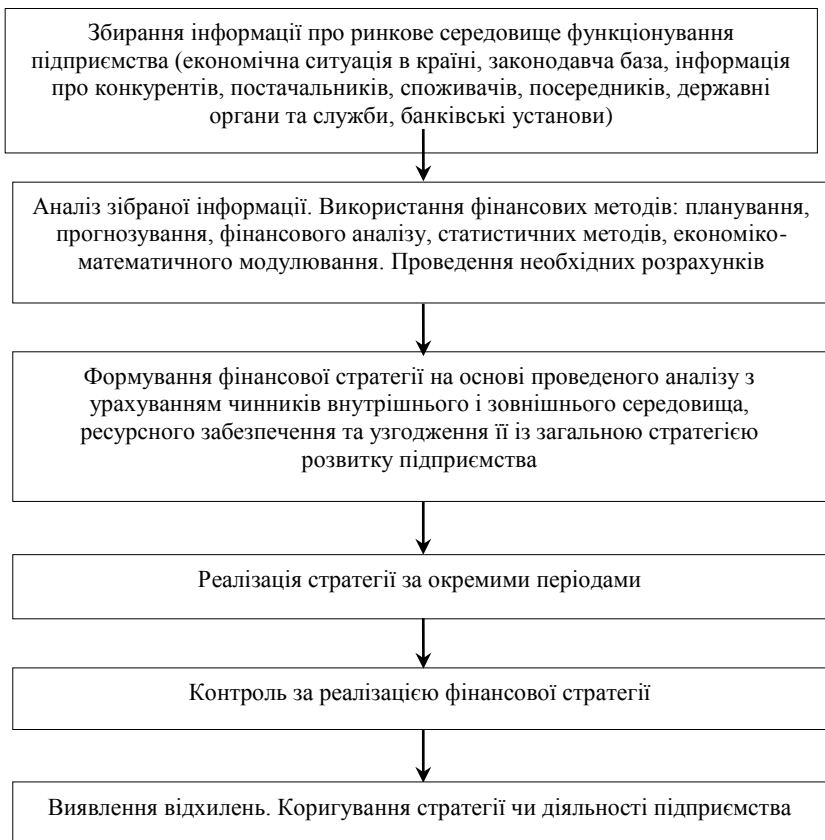 Збирання інформації про ринкове середовище функціонування
підприємства (економічна ситуація в країні, законодавча база, інформація
про конкурентів, постачальників, споживачів, посередників, державні
органи та служби, банківські установи)
Аналіз зібраної інформації. Використання фінансових методів: планування,
прогнозування, фінансового аналізу, статистичних методів, економіко-
математичного модулювання. Проведення необхідних розрахунків
Формування фінансової стратегії на основі проведеного аналізу з
урахуванням чинників внутрішнього і зовнішнього середовища,
ресурсного забезпечення та узгодження її із загальною стратегією
розвитку підприємства
Реалізація стратегії за окремими періодами
Контроль за реалізацією фінансової стратегії
Виявлення відхилень. Коригування стратегії чи діяльності підприємства